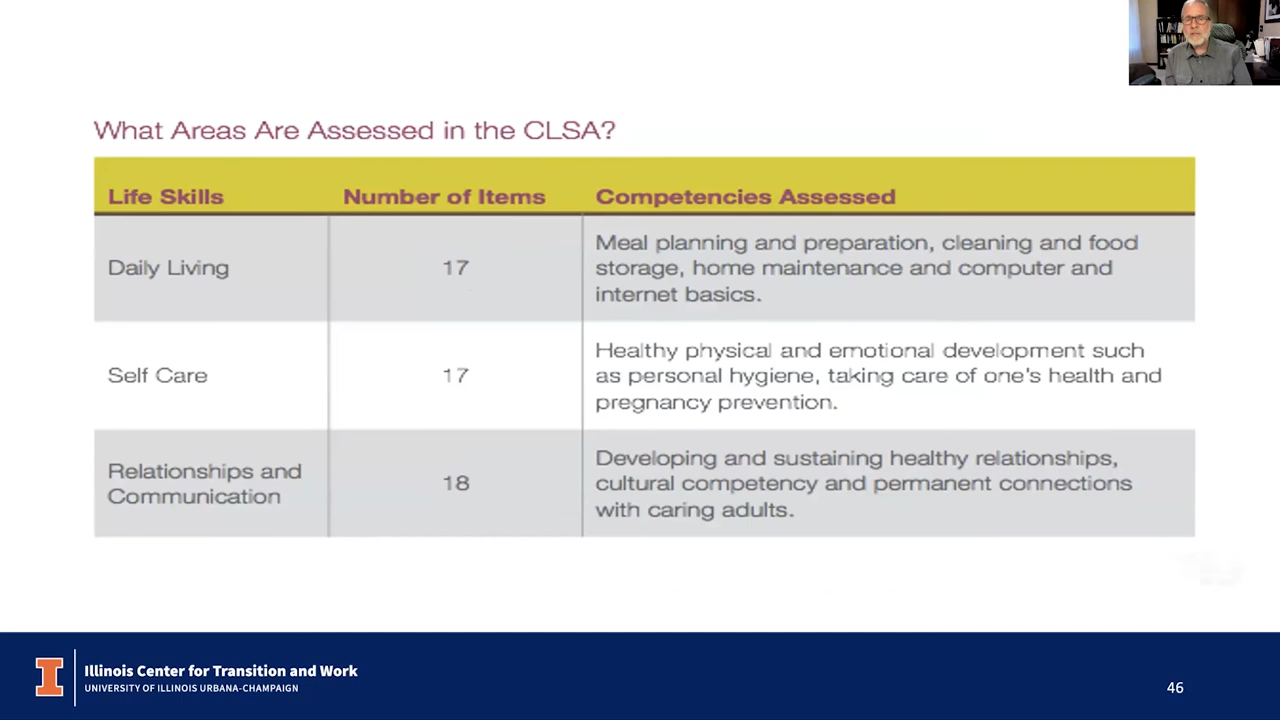 What Areas Are Assessed in the CLSA?
Life Skills
Number of Items
Competencies Assessed
Daily Living
17
Meal planning and preparation, cleaning and food
storage, home maintenance and computer and
internet basics.
Self Care
17
Healthy physical and emotional development such
as personal hygiene, taking care of one's health and
pregnancy prevention.
Relationships and
Communication
18
Developing and sustaining healthy relationships,
cultural competency and permanent connections
with caring adults.
I
Illinois Center for Transition and Work
UNIVERSITY OF ILLINOIS URBANA-CHAMPAIGN
46